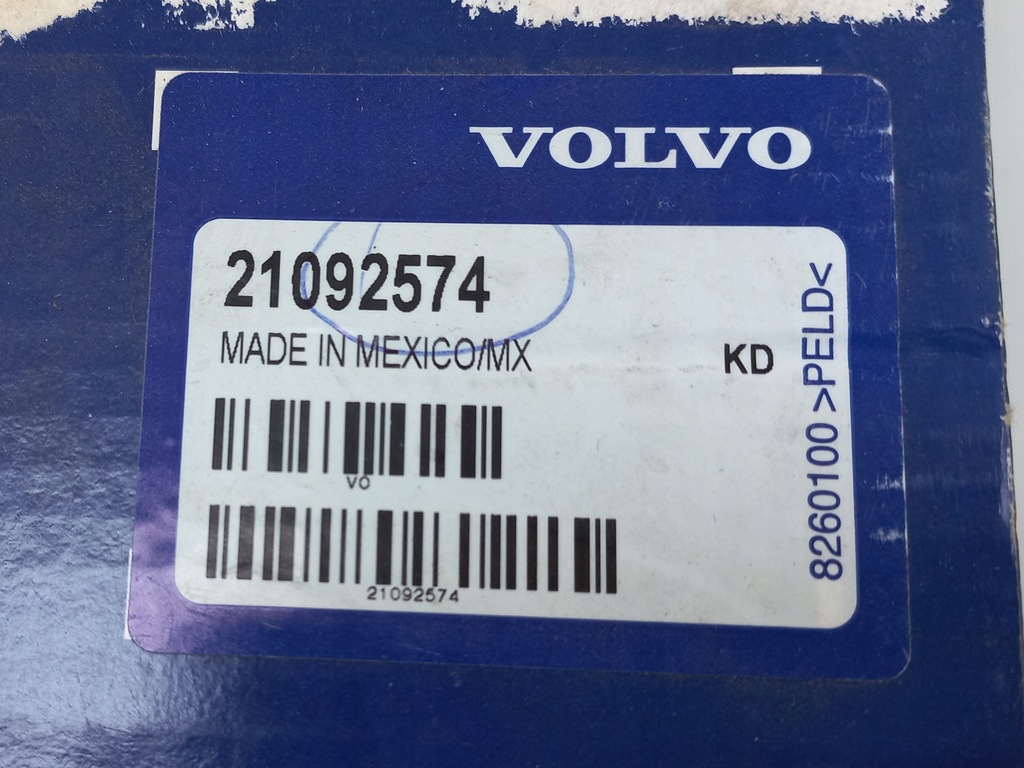 VOLVO
21092574
MADE IN MEXICO/MX
KD
VO
21092574
8260100 >PELD<